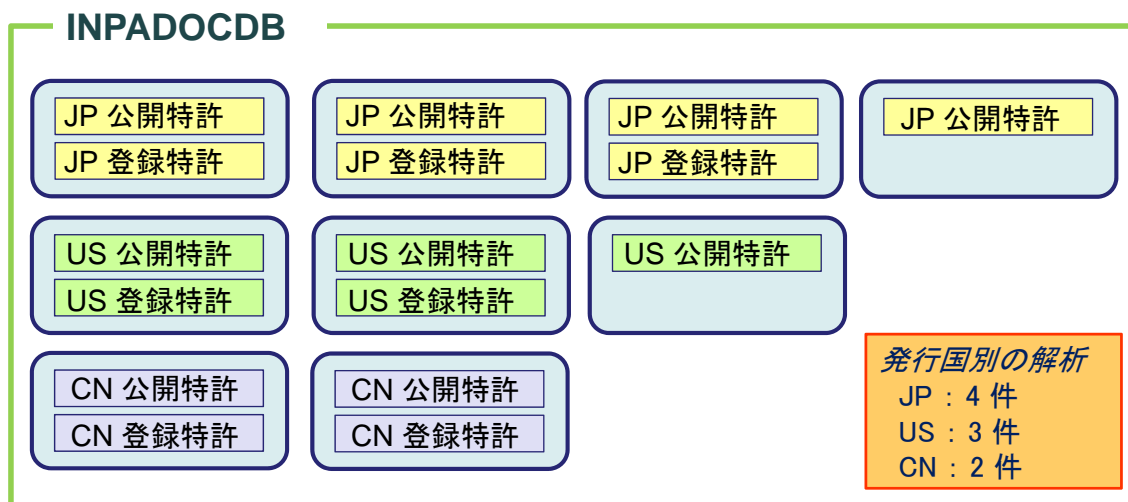 INPADOCDB
JP 公開特許
JP 登録特許
JP 公開特許
JP 登録特許
JP 公開特許
JP 登録特許
JP 公開特許
US 公開特許
US 登録特許
US 公開特許
US 登録特許
US 公開特許
CN 公開特許
CN 登録特許
CN 公開特許
CN 登録特許
発行国別の解析
JP : 4 件
US : 3 件
CN : 2 件